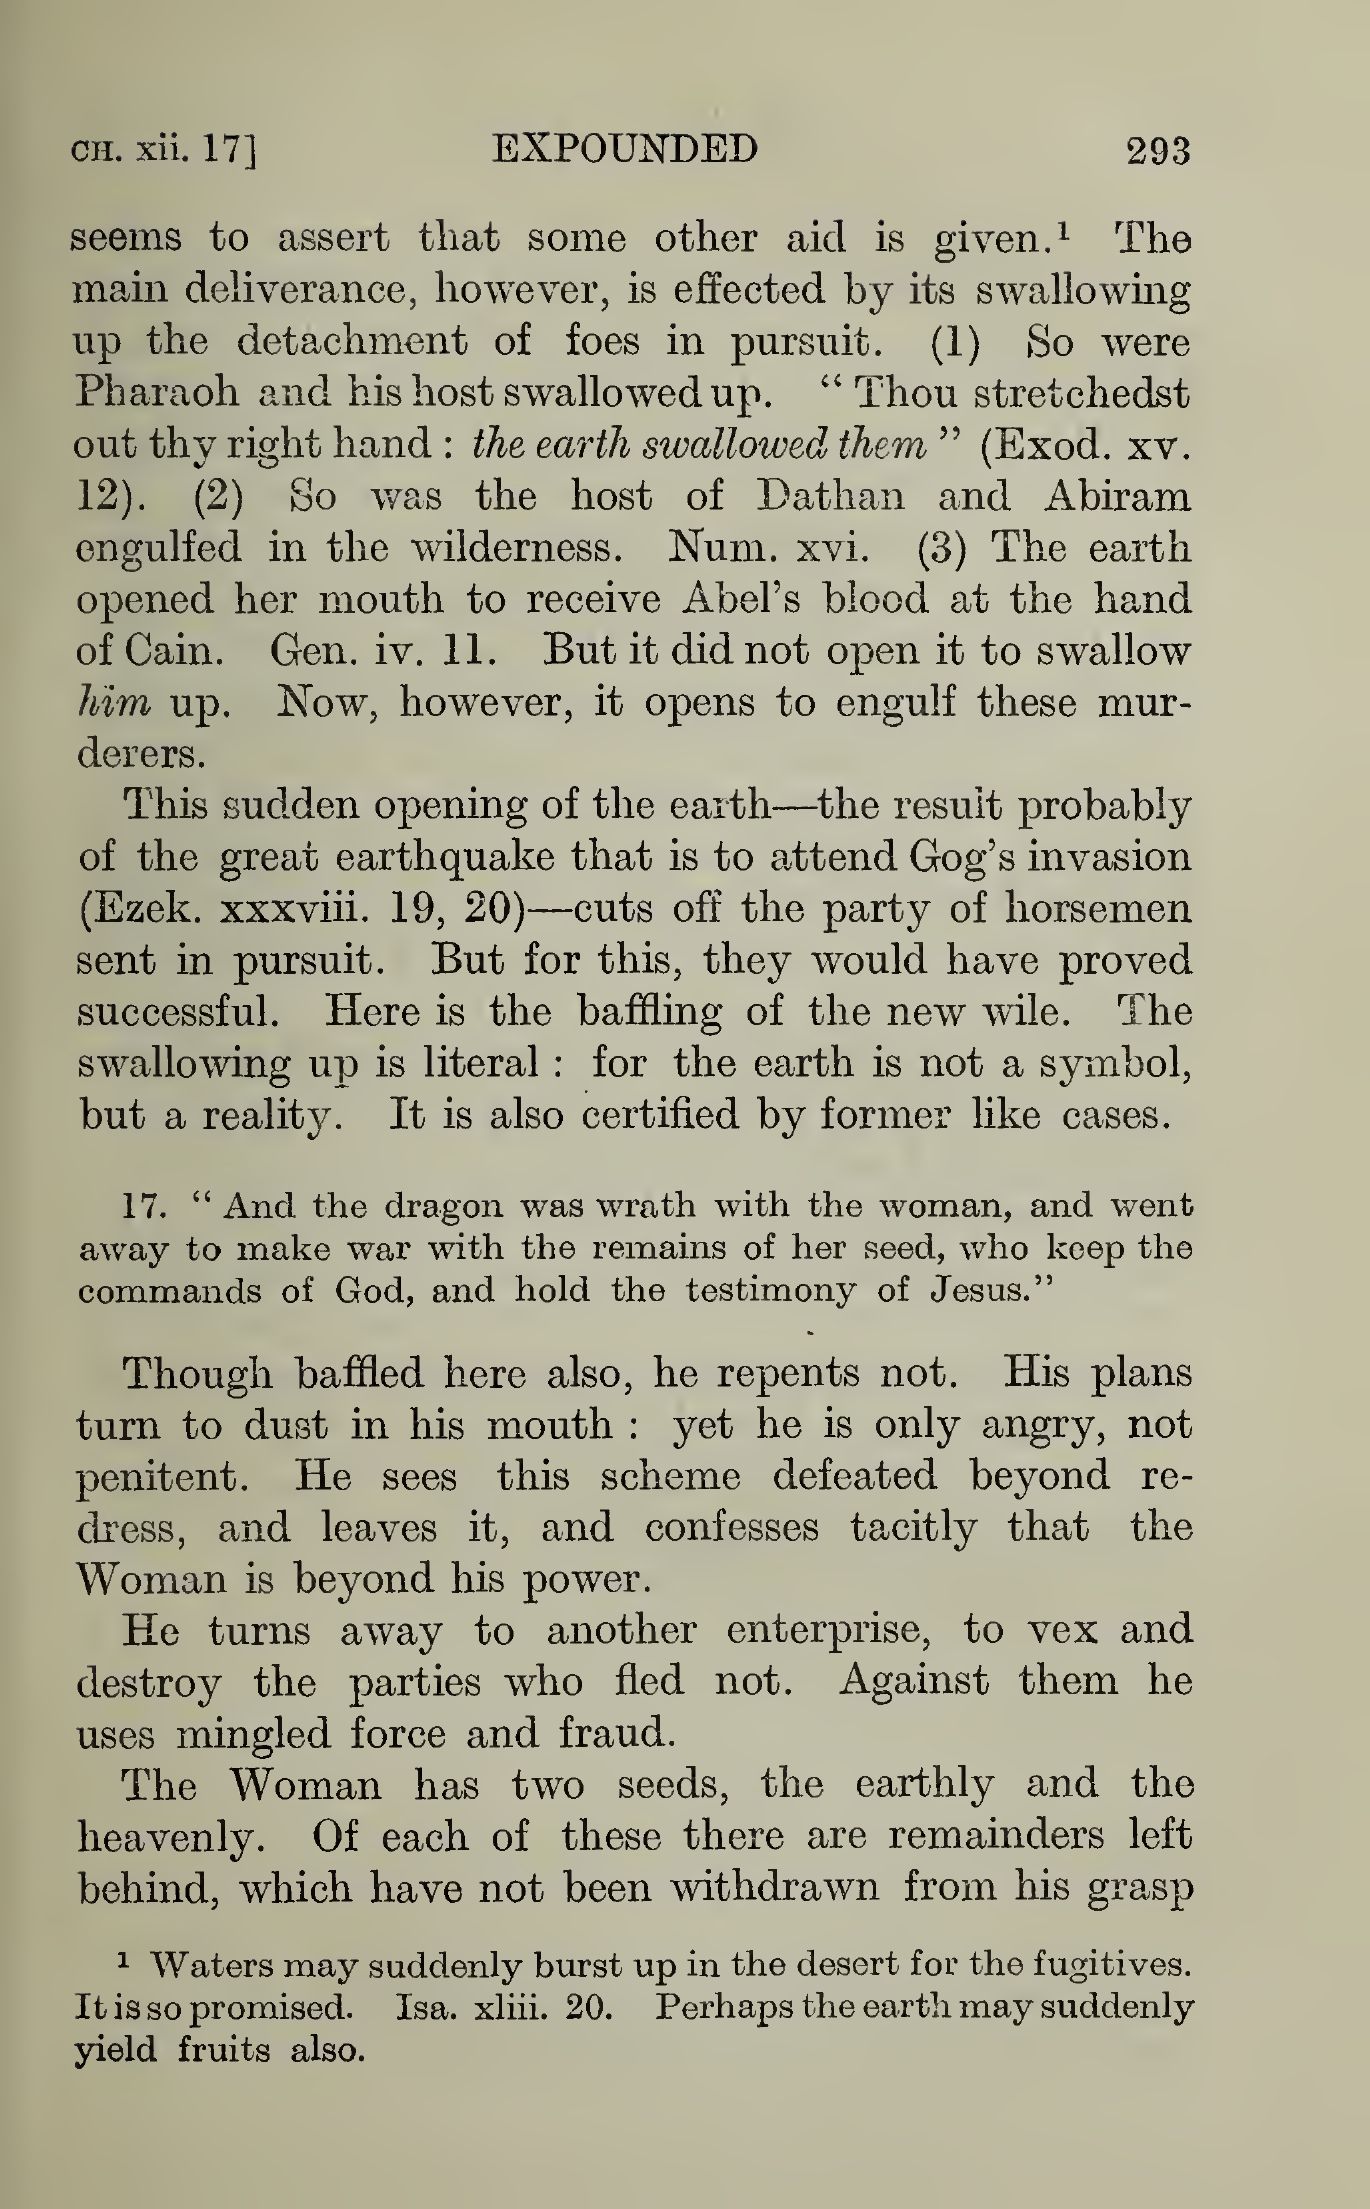 CH. xii. 17] EXPOUNDED 293
seems to assert that some other aid is given.¹ The
main deliverance, however, is effected by its swallowing
up the detachment of foes in pursuit. (1) So were
Pharaoh and his host swallowed up. “ Thou stretchedst
out thy right hand : the earth swallowed them ” (Exod. xv.
12). (2) So was the host of Dathan and Abiram
engulfed in the wilderness. Num. xvi. (3) The earth
opened her mouth to receive Abel’s blood at the hand
of Cain. Gen. iv. 11. But it did not open it to swallow
him up. Now, however, it opens to engulf these mur-
derers.
This sudden opening of the earth—the result probably
of the great earthquake that is to attend Gog’s invasion
(Ezek. xxxviii. 19, 20)—cuts off the party of horsemen
sent in pursuit. But for this, they would have proved
successful. Here is the baffling of the new wile. The
swallowing up is literal : for the earth is not a symbol,
but a reality. It is also certified by former like cases.
17. “ And the dragon was wrath with the woman, and went
away to make war with the remains of her seed, who keep the
commands of God, and hold the testimony of Jesus.”
Though baffled here also, he repents not. His plans
turn to dust in his mouth : yet he is only angry, not
penitent. He sees this scheme defeated beyond re-
dress, and leaves it, and confesses tacitly that the
Woman is beyond his power.
He turns away to another enterprise, to vex and
destroy the parties who fled not. Against them he
uses mingled force and fraud.
The Woman has two seeds, the earthly and the
heavenly. Of each of these there are remainders left
behind, which have not been withdrawn from his grasp
¹ Waters may suddenly burst up in the desert for the fugitives.
It is so promised. Isa. xliii. 20. Perhaps the earth may suddenly
yield fruits also.